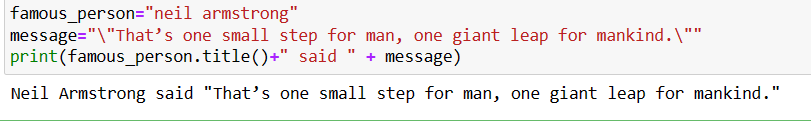 famous_person="neil armstrong"
message="\"That’s one small step for man, one giant leap for mankind.\""
print(famous_person.title()+" said " + message)
Neil Armstrong said "That’s one small step for man, one giant leap for mankind."